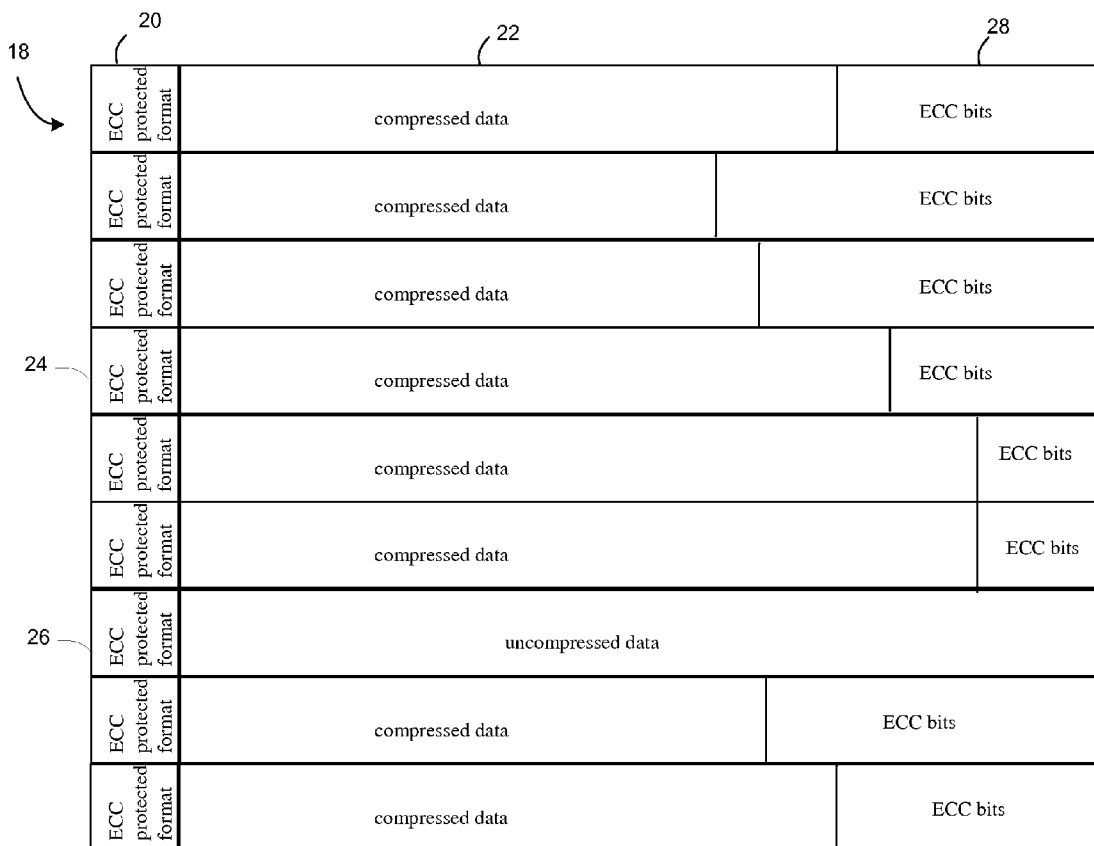 20
22
28
18
ECC
protected
format
compressed data
ECC bits
ECC
protected
format
compressed data
ECC bits
ECC
protected
format
compressed data
ECC bits
24
ECC
protected
format
compressed data
ECC bits
ECC
protected
format
compressed data
ECC bits
ECC
protected
format
compressed data
ECC bits
26
ECC
protected
format
uncompressed data
ECC
protected
format
compressed data
ECC bits
ECC
protected
format
compressed data
ECC bits